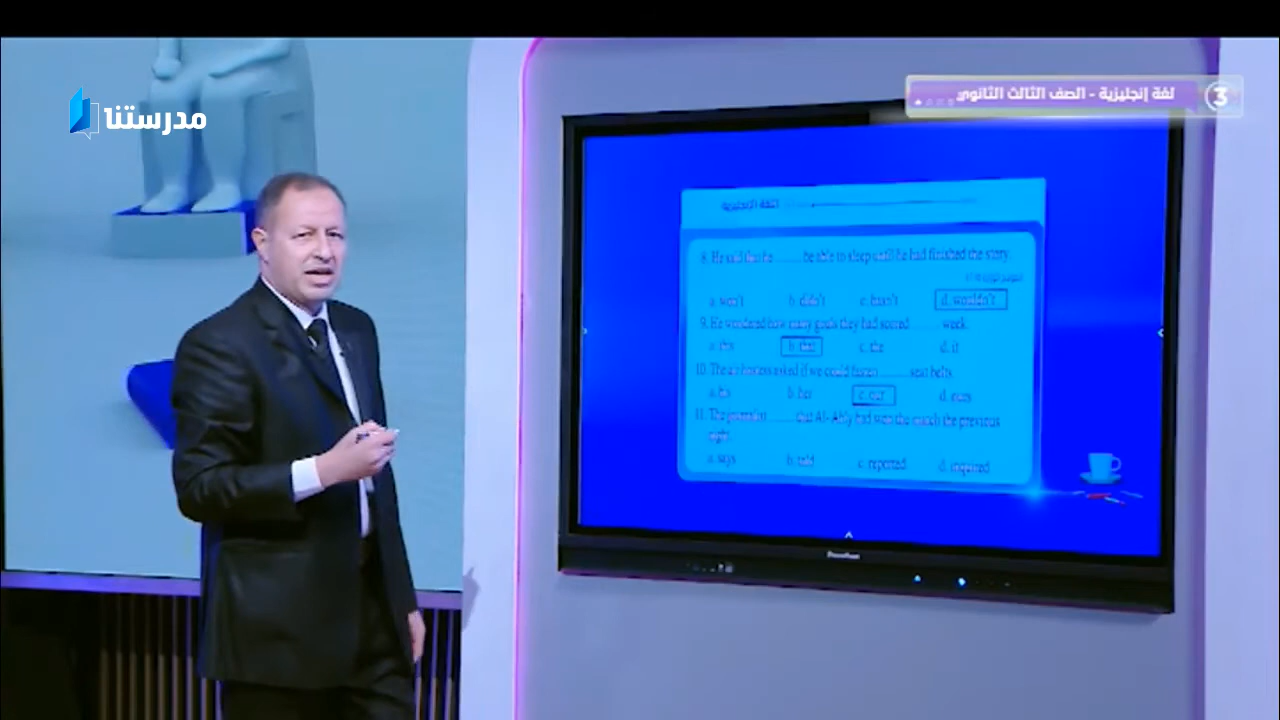 مدرستنا
لغة إنجليزية - الصف الثالث الثانوي
3
اللغة الإنجليزية
8. He said that he ........ be able to sleep until he had finished the story.
a. won't b. didn't c. hasn't d. wouldn't
9. He wondered how many goals they had scored ........ week.
a. this b. that c. the d. it
10. The air hostess asked if we could fasten ........ seat belts.
a. his b. her c. our d. ours
11. The presenter ........ that Al-Ahly had won the match the previous
night.
a. says b. told c. reported d. required